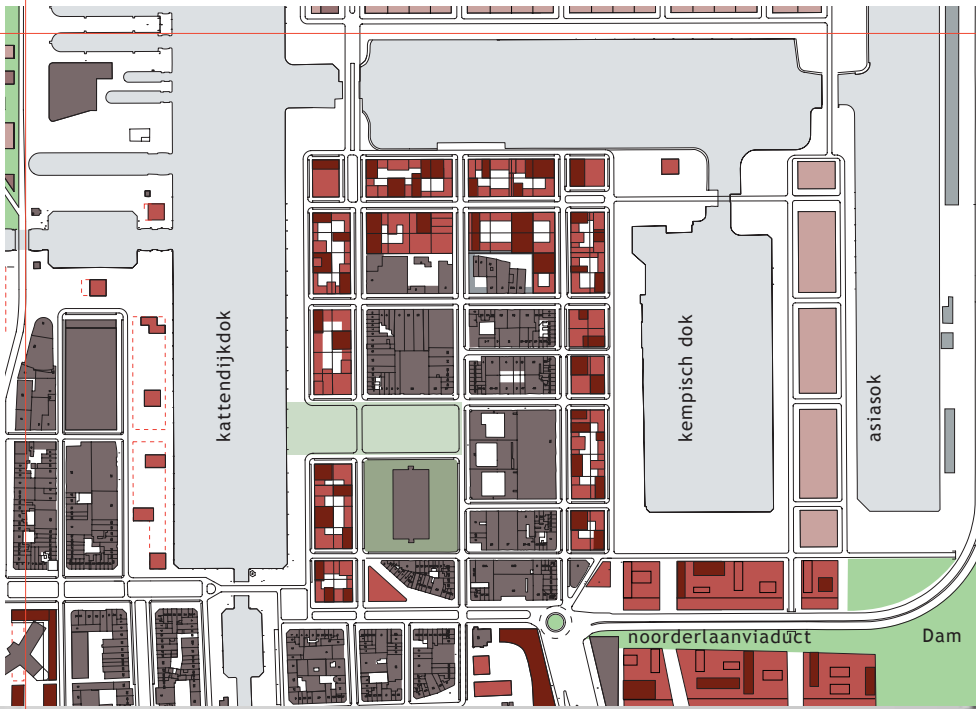 kattendijkdok
kempisch dok
asiasok
noorderlaanviaduct
Dam